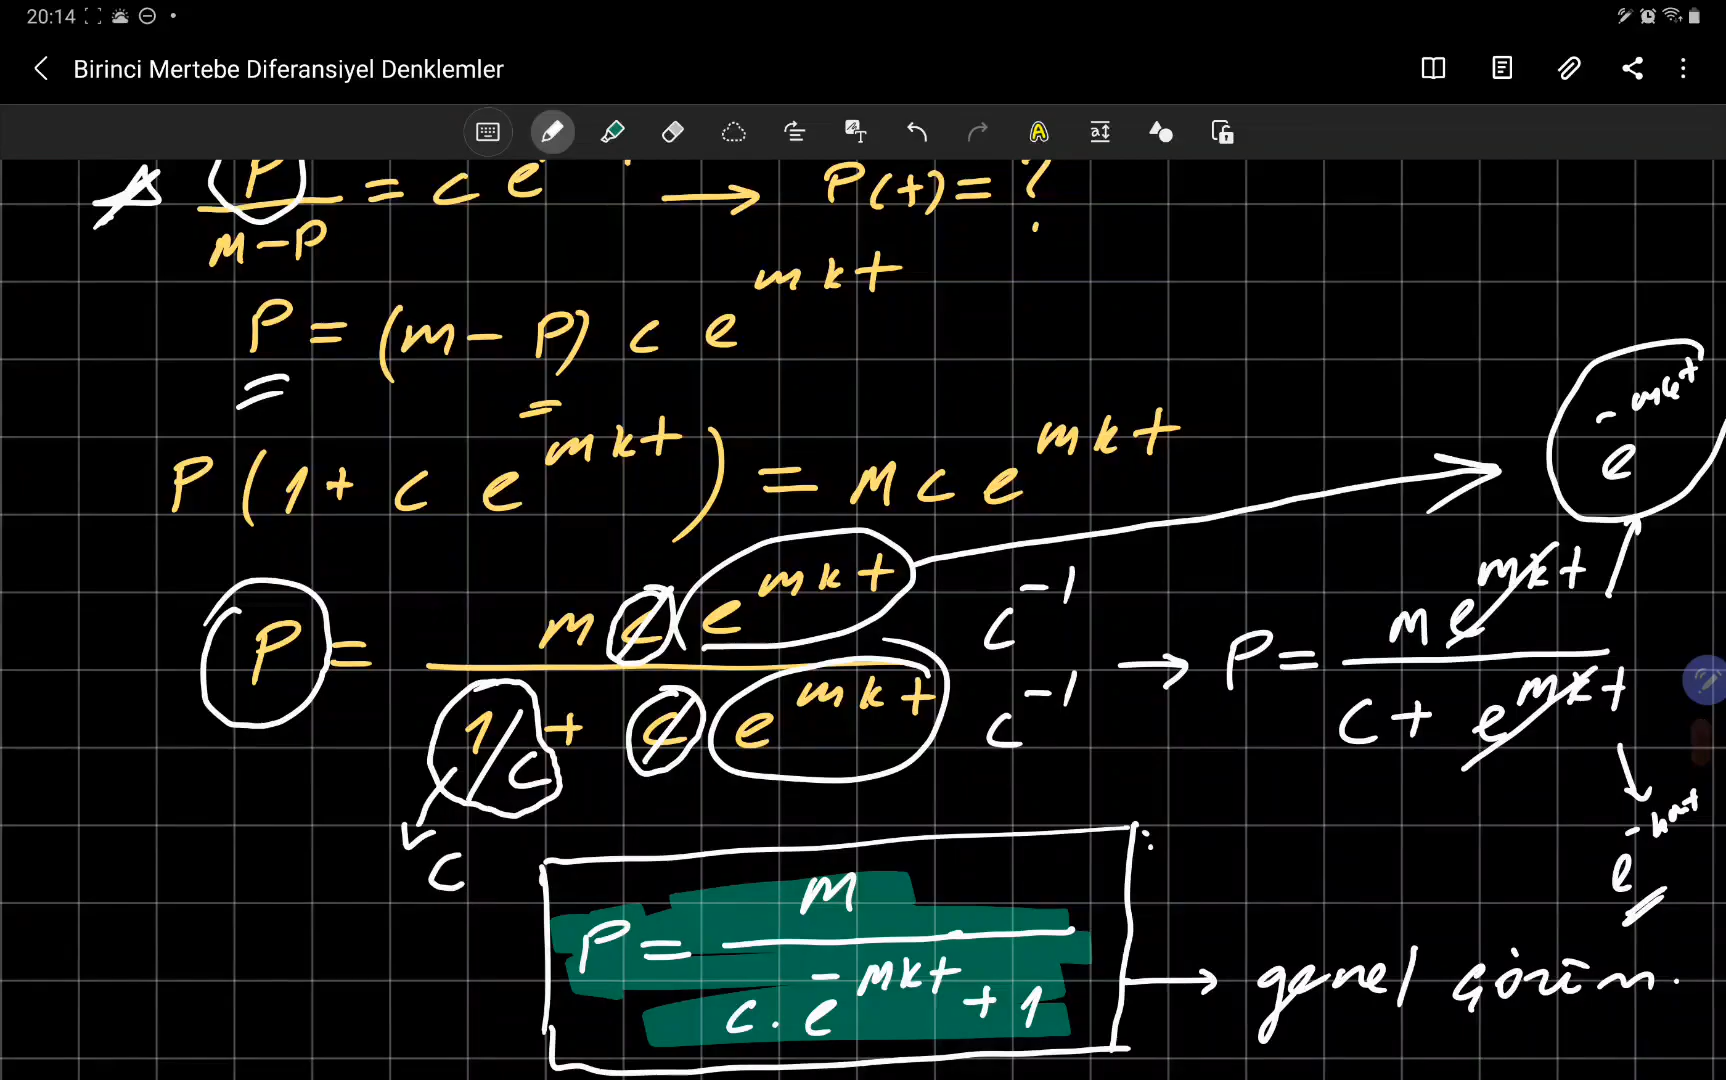 20:14
Birinci Mertebe Diferansiyel Denklemler
P / (M-P) = c e → P(t) = ?
P = (m - P) c e^mkt
P(1 + c e^mkt) = M c e^mkt
e^-mkt
P = m c e^mkt c^-1 / 1/c + c e^mkt c^-1 → P = M e^mkt / C + e^mkt
c
e^-mkt
P = M / c. e^-mkt + 1 → genel çözüm.